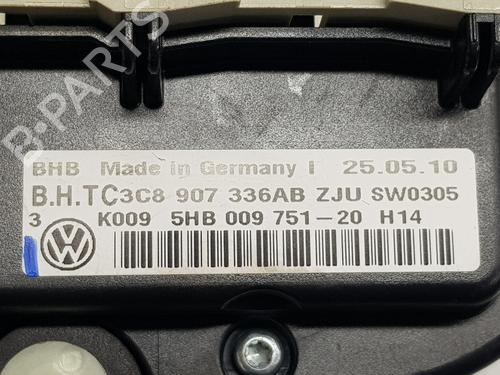 B-PARTS
BHB Made in Germany I 25.05.10
B.H.TC3C8 907 336AB ZJU SW0305
3 K009 5HB 009 751-20 H14